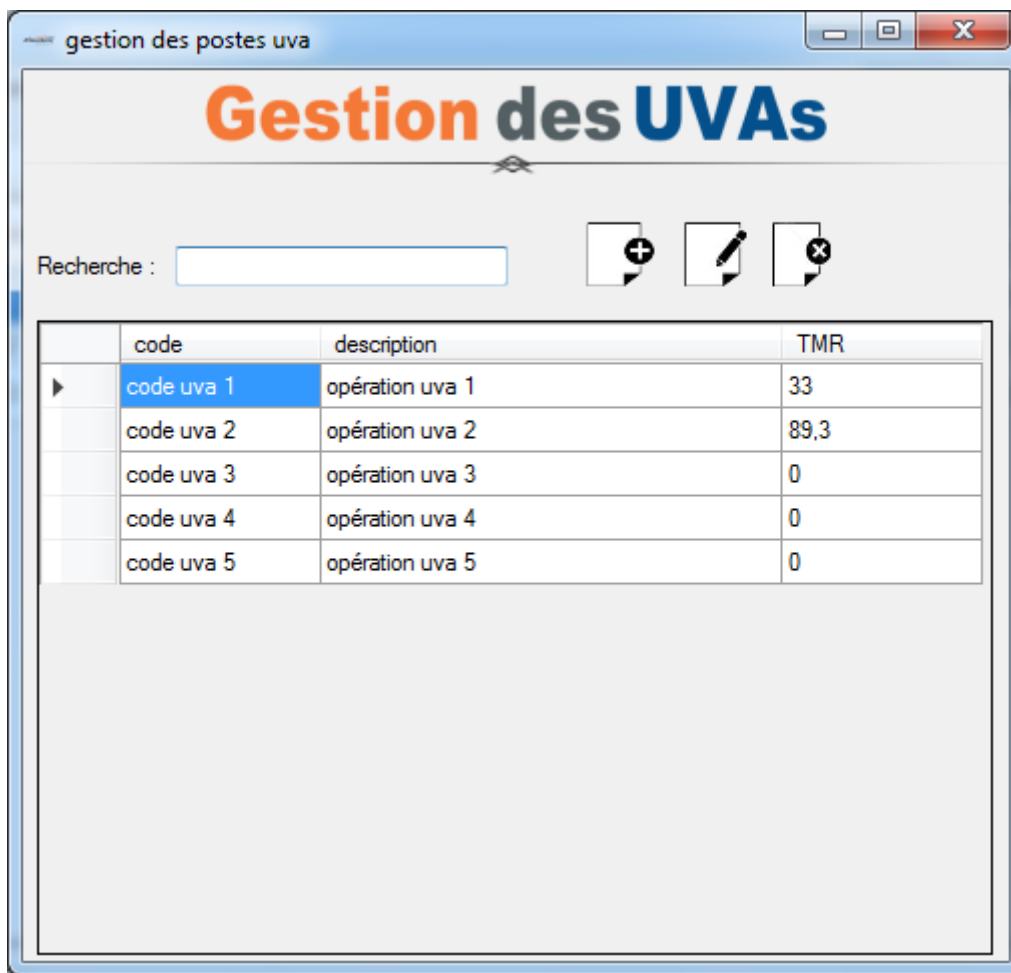 gestion des postes uva
Gestion des UVAs
Recherche :
code description TMR
code uva 1 opération uva 1 33
code uva 2 opération uva 2 89,3
code uva 3 opération uva 3 0
code uva 4 opération uva 4 0
code uva 5 opération uva 5 0